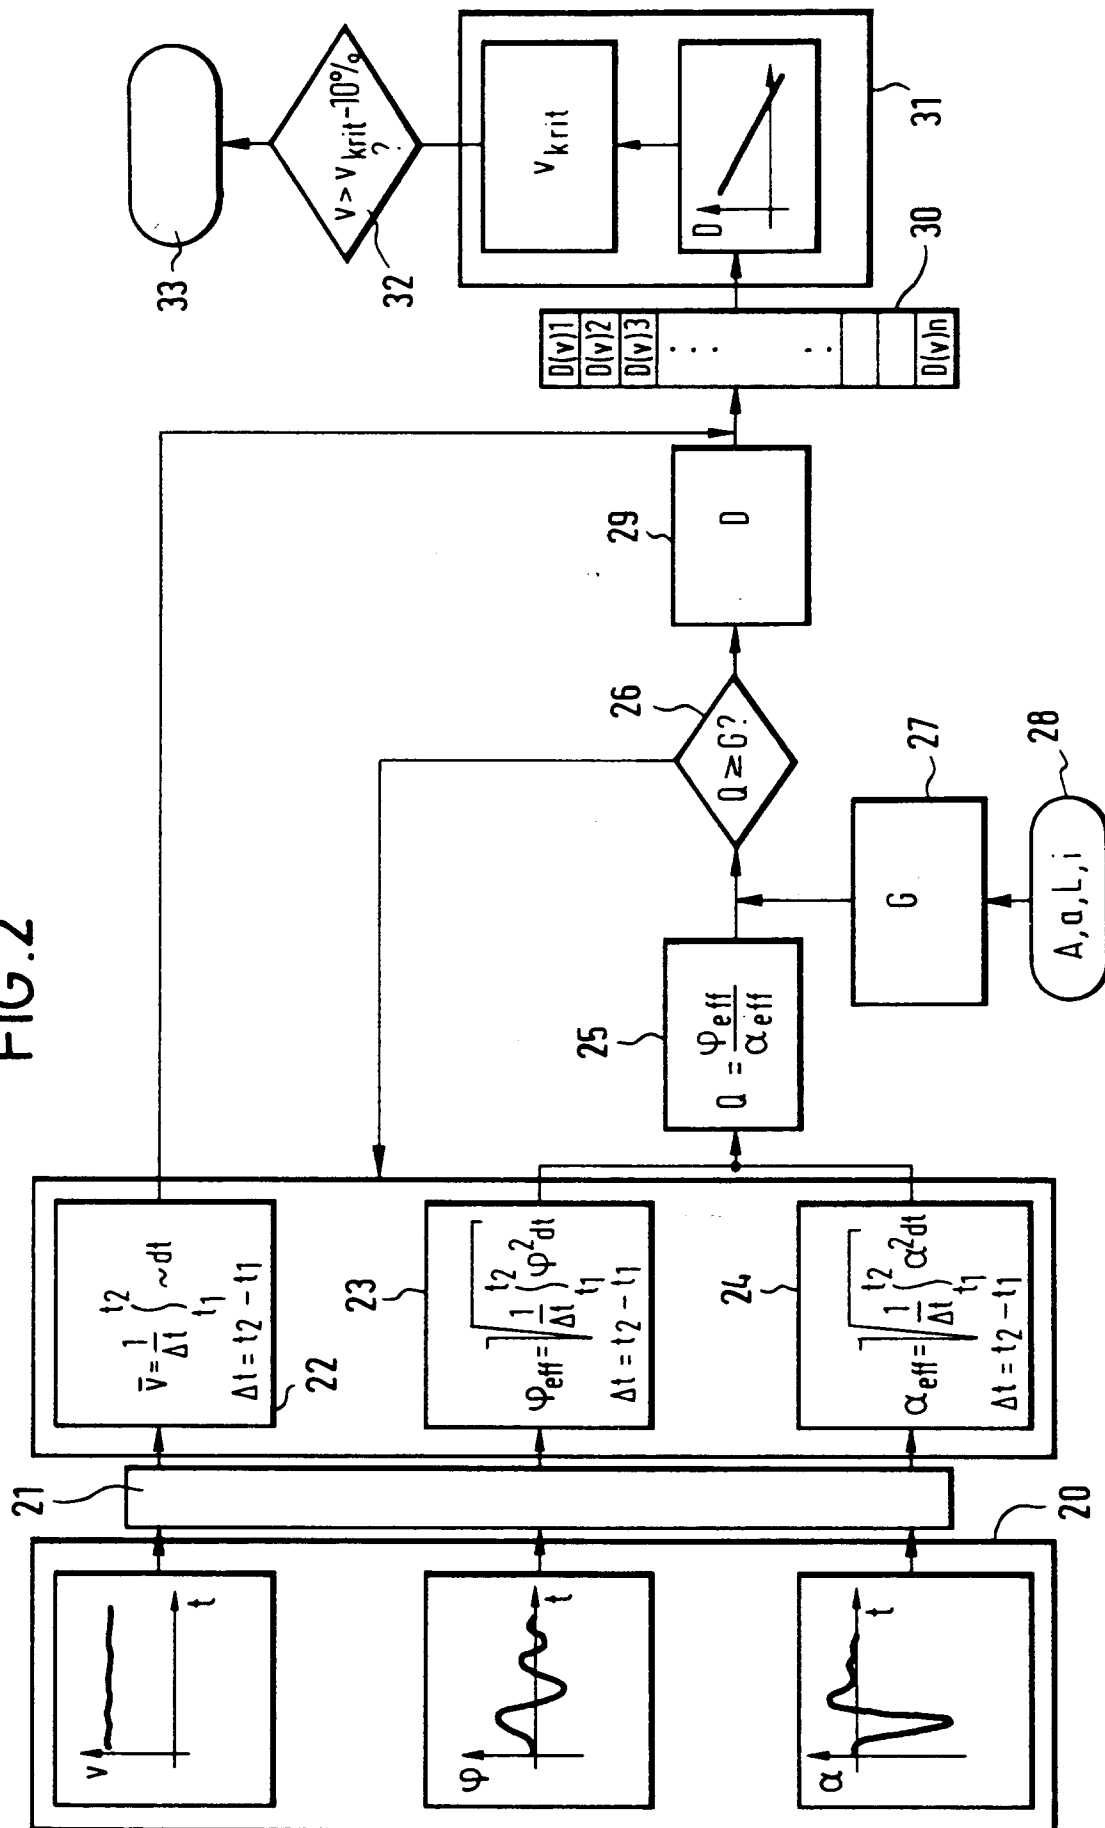 FIG.2
20
v
t
φ
t
α
t
21
22
v̅ = 1/Δt ∫ t₁ t₂ ~ dt
Δt = t₂ - t₁
23
φeff = √ 1/Δt ∫ t₁ t₂ φ² dt
Δt = t₂ - t₁
24
αeff = √ 1/Δt ∫ t₁ t₂ α² dt
Δt = t₂ - t₁
25
Q = φeff/αeff
26
Q ≥ G?
27
G
28
A, a, L, i
29
D
30
D(v)1
D(v)2
D(v)3
. . .
. .
D(v)n
31
D
vkrit
32
v > vkrit -10%
?
33